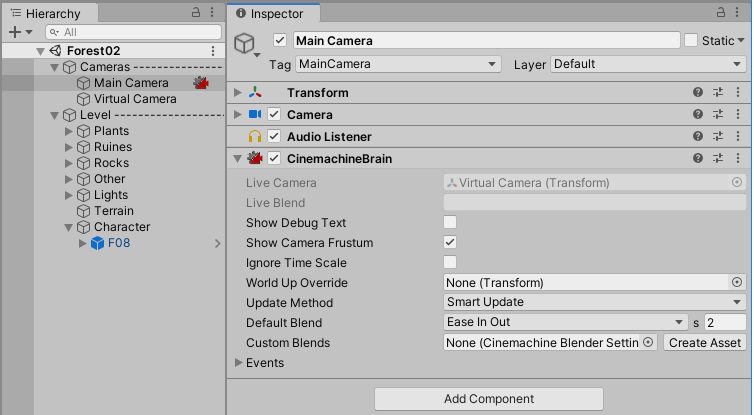 Hierarchy
All
Forest02
Cameras ---------------
Main Camera
Virtual Camera
Level ------------------
Plants
Ruines
Rocks
Other
Lights
Terrain
Character
F08
Inspector
Main Camera
Static
Tag MainCamera Layer Default
Transform
Camera
Audio Listener
CinemachineBrain
Live Camera Virtual Camera (Transform)
Live Blend
Show Debug Text
Show Camera Frustum
Ignore Time Scale
World Up Override None (Transform)
Update Method Smart Update
Default Blend Ease In Out s 2
Custom Blends None (Cinemachine Blender Settin Create Asset
Events
Add Component